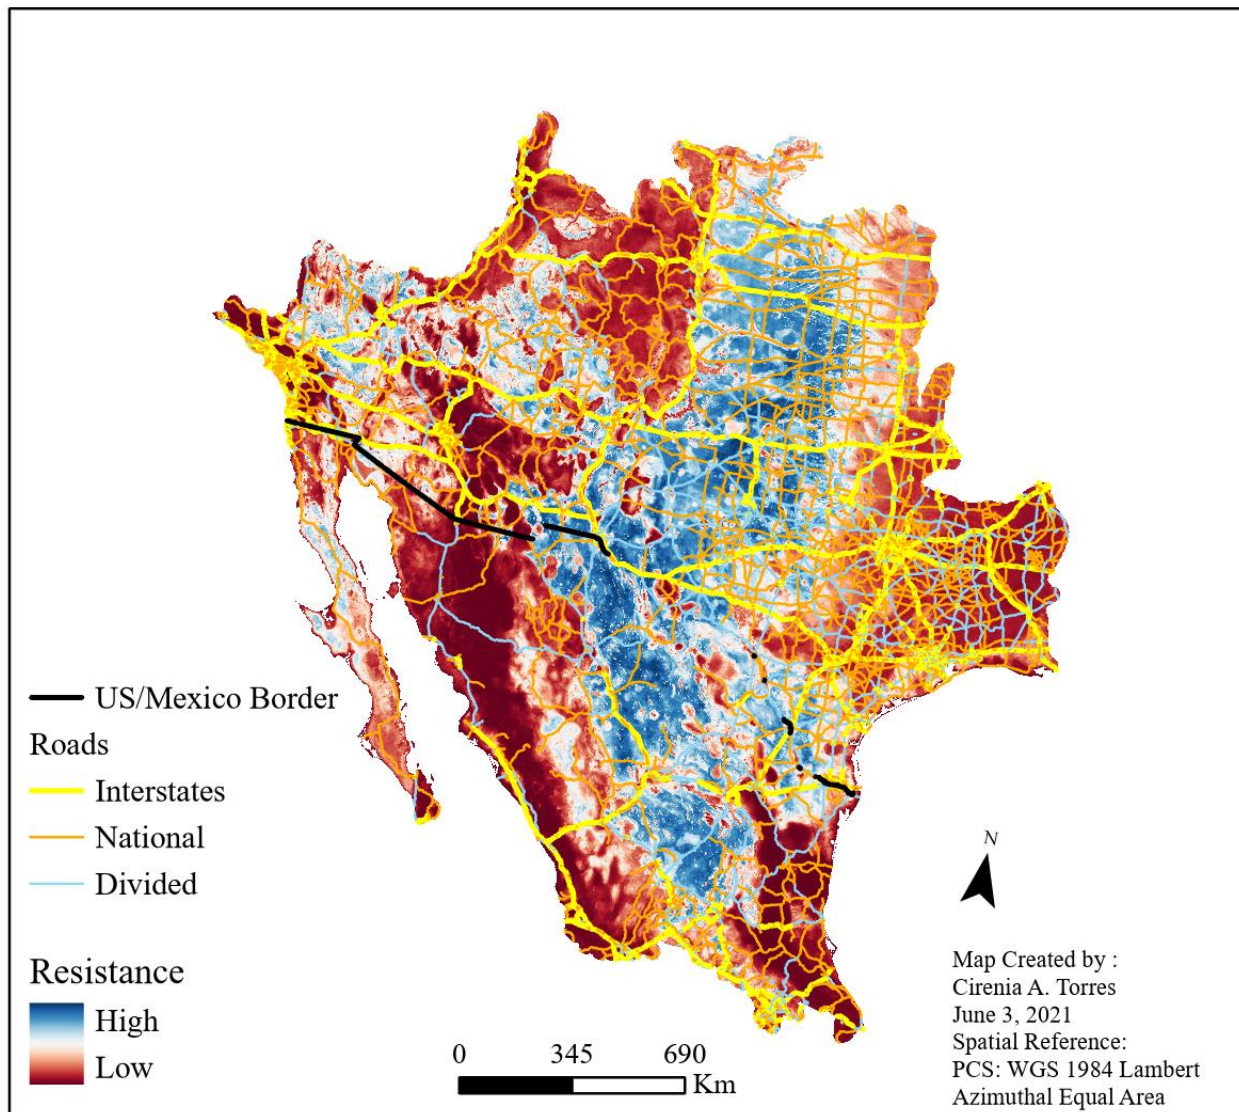 US/Mexico Border
Roads
Interstates
National
Divided
Resistance
High
Low
0 345 690
Km
N
Map Created by :
Cirenia A. Torres
June 3, 2021
Spatial Reference:
PCS: WGS 1984 Lambert
Azimuthal Equal Area